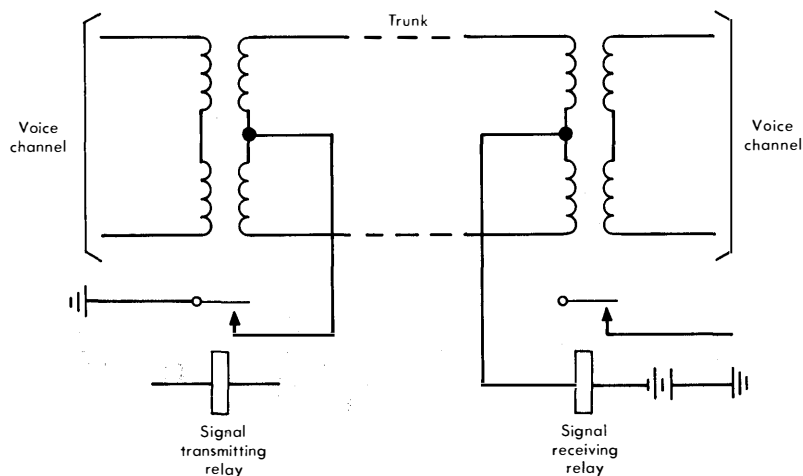 Trunk
Voice
channel
Voice
channel
Signal
transmitting
relay
Signal
receiving
relay